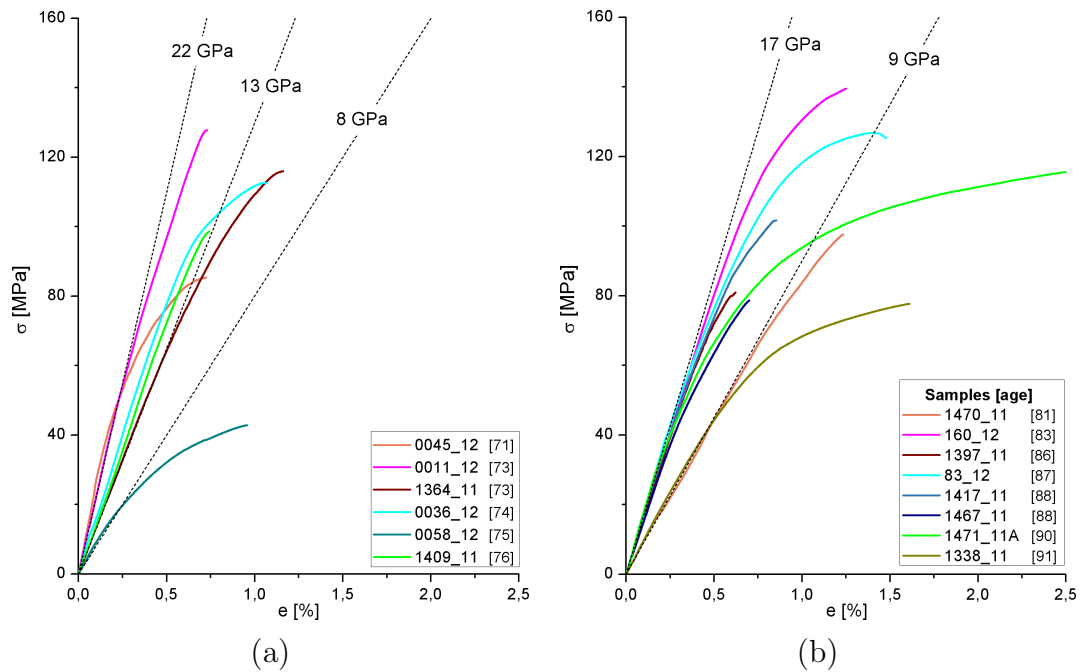 160
120
80
40
0
σ [MPa]
22 GPa
13 GPa
8 GPa
0045_12 [71]
0011_12 [73]
1364_11 [73]
0036_12 [74]
0058_12 [75]
1409_11 [76]
0,0 0,5 1,0 1,5 2,0 2,5
e [%]
(a)
160
120
80
40
0
σ [MPa]
17 GPa
9 GPa
Samples [age]
1470_11 [81]
160_12 [83]
1397_11 [86]
83_12 [87]
1417_11 [88]
1467_11 [88]
1471_11A [90]
1338_11 [91]
0,0 0,5 1,0 1,5 2,0 2,5
e [%]
(b)